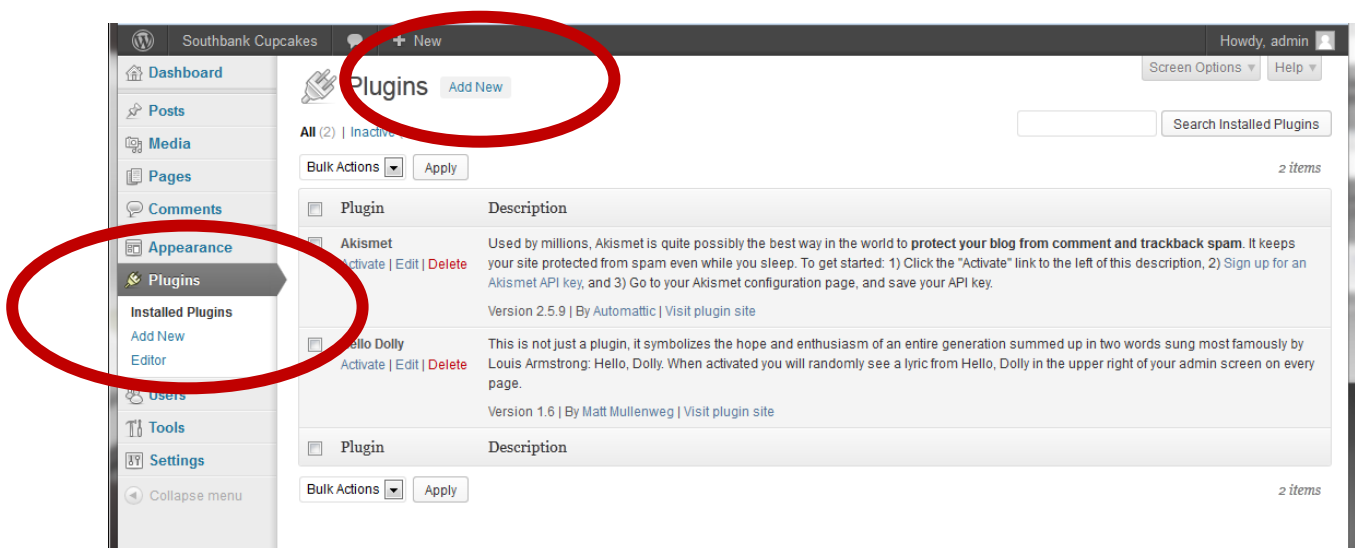 Southbank Cupcakes + New Howdy, admin
Dashboard
Posts
Media
Pages
Comments
Appearance
Plugins
Installed Plugins
Add New
Editor
Users
Tools
Settings
Collapse menu
Screen Options Help
Plugins Add New
All (2) | Inactive
Search Installed Plugins
Bulk Actions Apply 2 items
Plugin Description
Akismet
Activate | Edit | Delete
Used by millions, Akismet is quite possibly the best way in the world to protect your blog from comment and trackback spam. It keeps
your site protected from spam even while you sleep. To get started: 1) Click the "Activate" link to the left of this description, 2) Sign up for an
Akismet API key, and 3) Go to your Akismet configuration page, and save your API key.
Version 2.5.9 | By Automattic | Visit plugin site
Hello Dolly
Activate | Edit | Delete
This is not just a plugin, it symbolizes the hope and enthusiasm of an entire generation summed up in two words sung most famously by
Louis Armstrong: Hello, Dolly. When activated you will randomly see a lyric from Hello, Dolly in the upper right of your admin screen on every
page.
Version 1.6 | By Matt Mullenweg | Visit plugin site
Plugin Description
Bulk Actions Apply 2 items